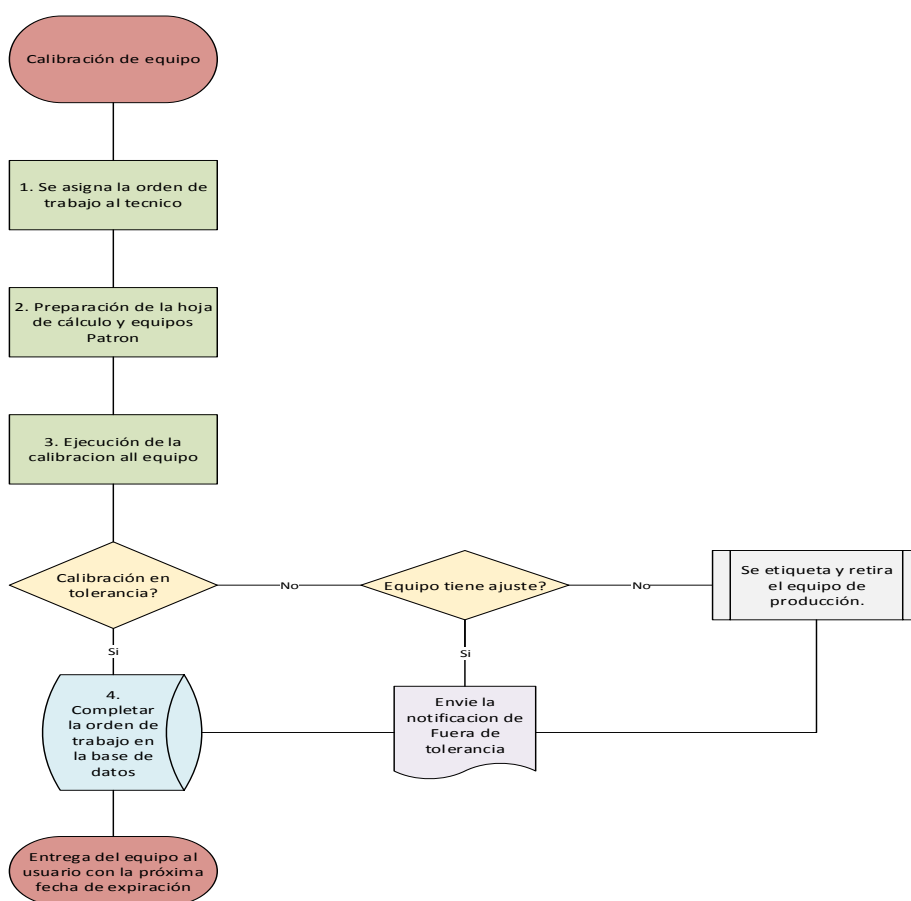 Calibración de equipo
1. Se asigna la orden de
trabajo al tecnico
2. Preparación de la hoja
de cálculo y equipos
Patron
3. Ejecución de la
calibracion all equipo
Calibración en
tolerancia?
No
Equipo tiene ajuste?
No
Se etiqueta y retira
el equipo de
producción.
Si
Si
4.
Completar
la orden de
trabajo en
la base de
datos
Envie la
notificacion de
Fuera de
tolerancia
Entrega del equipo al
usuario con la próxima
fecha de expiración